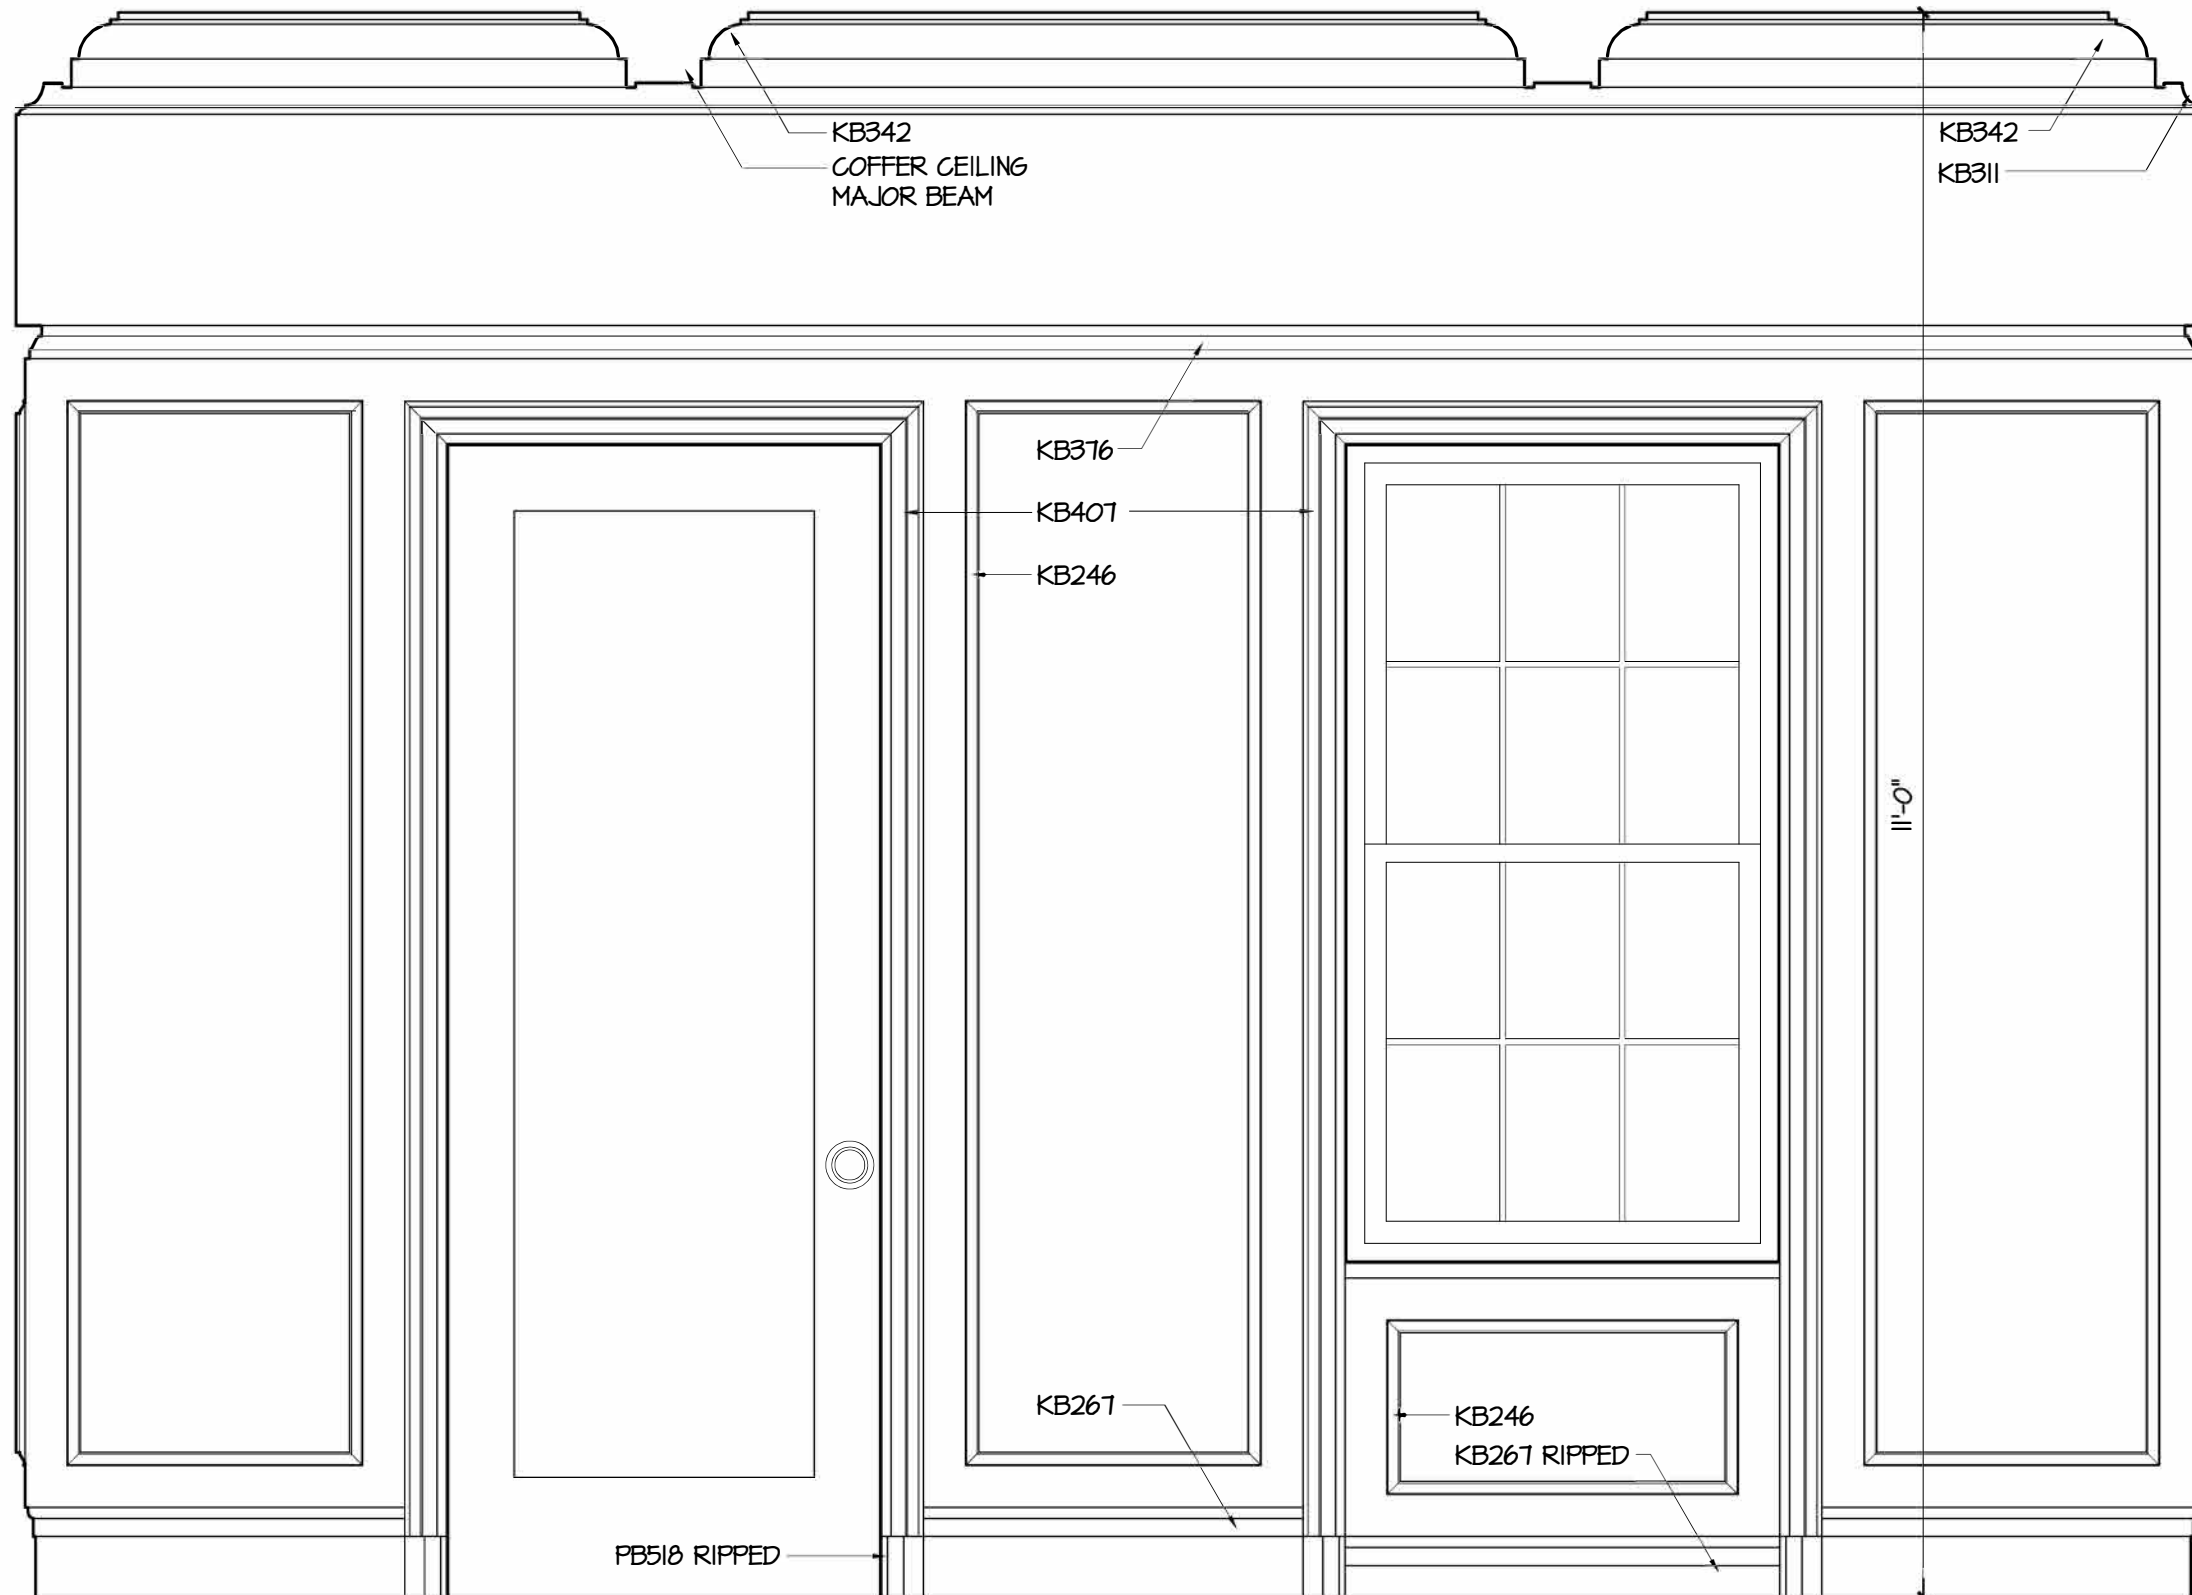 KB342
COFFER CEILING
MAJOR BEAM
KB342
KB311
KB376
KB407
KB246
11'-0"
KB267
KB246
KB267 RIPPED
PB518 RIPPED